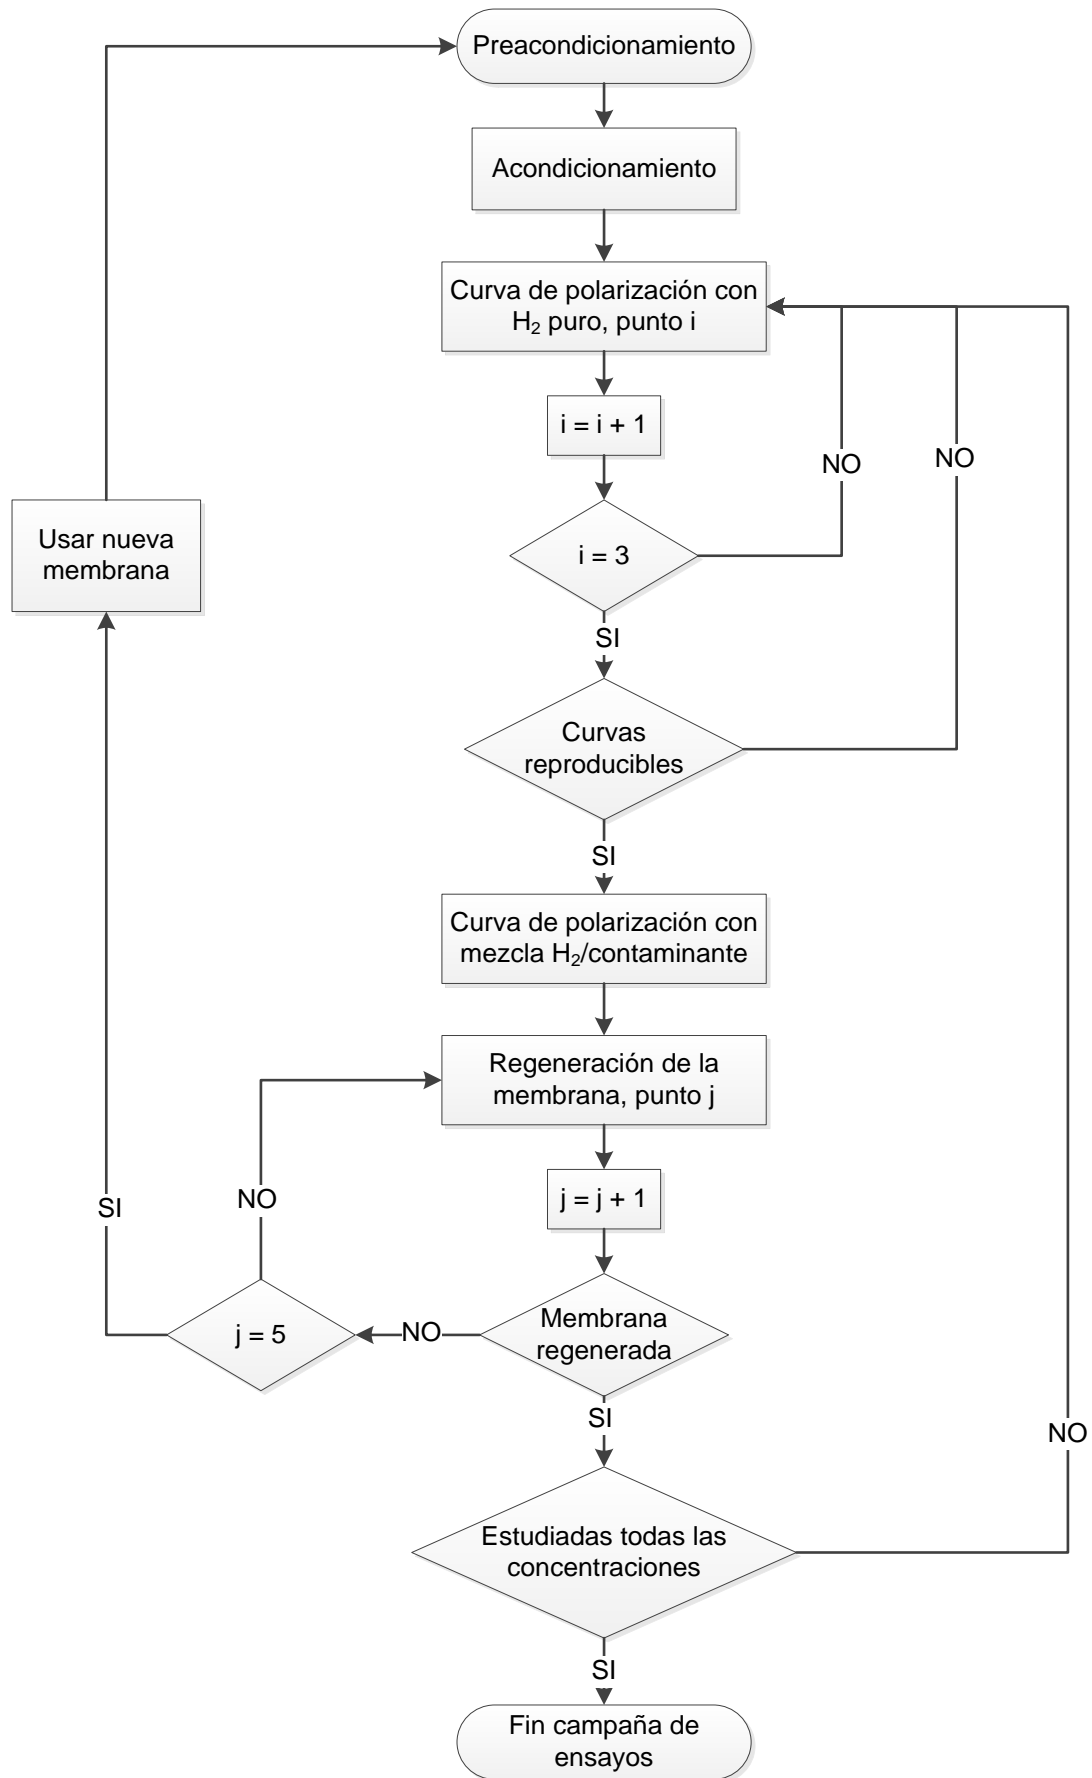 Preacondicionamiento
Acondicionamiento
Curva de polarización con
H₂ puro, punto i
i = i + 1
NO
NO
Usar nueva
membrana
i = 3
SI
Curvas
reproducibles
SI
Curva de polarización con
mezcla H₂/contaminante
Regeneración de la
membrana, punto j
SI
NO
j = j + 1
j = 5
NO
Membrana
regenerada
SI
NO
Estudiadas todas las
concentraciones
SI
Fin campaña de
ensayos